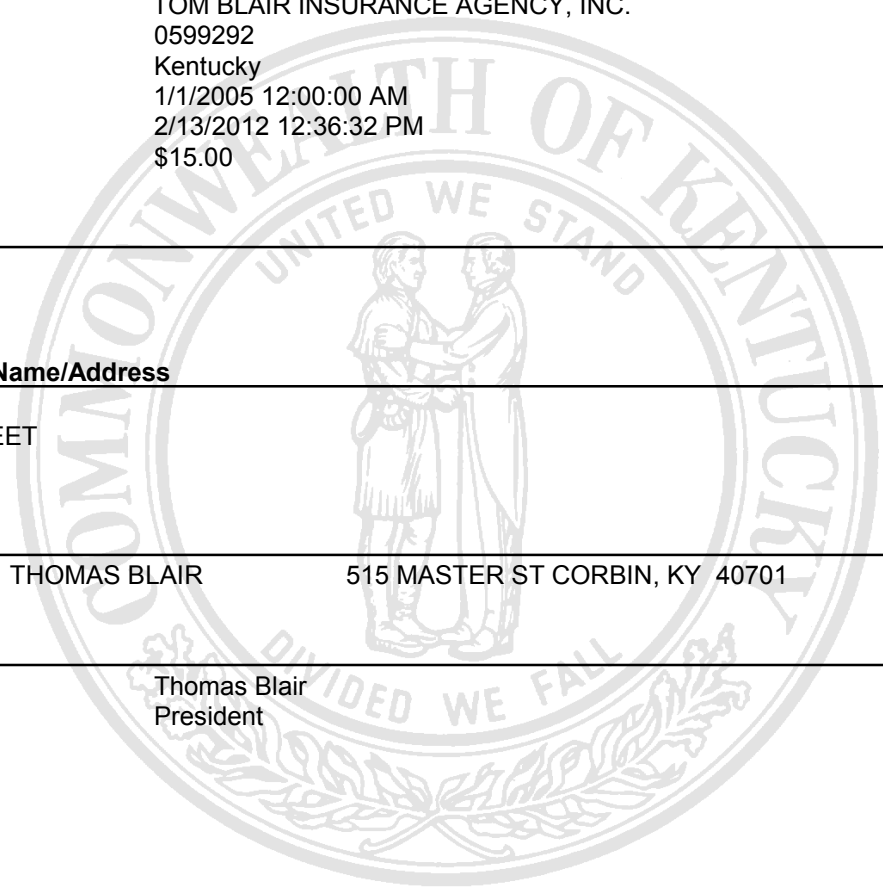 TOM BLAIR INSURANCE AGENCY, INC.
0599292
Kentucky
1/1/2005 12:00:00 AM
2/13/2012 12:36:32 PM
$15.00
COMMONWEALTH OF KENTUCKY
UNITED WE STAND
Name/Address
EET
THOMAS BLAIR 515 MASTER ST CORBIN, KY 40701
DIVIDED WE FALL
Thomas Blair
President